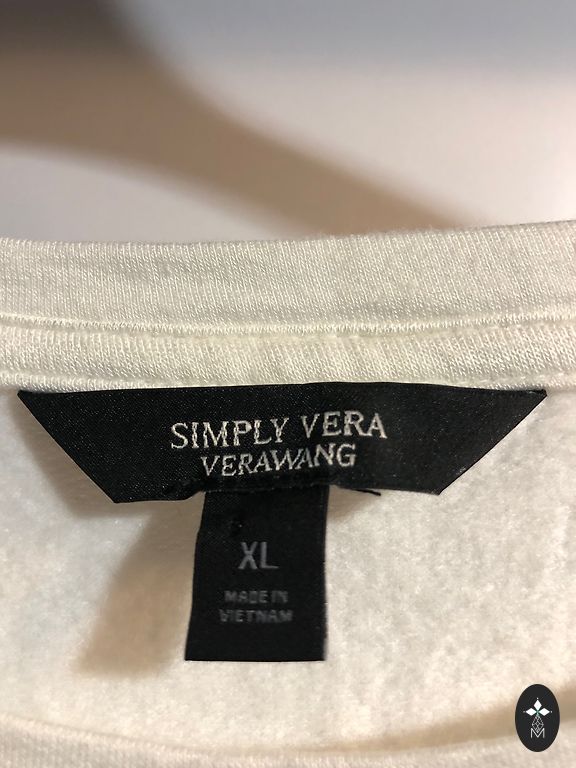 SIMPLY VERA
VERAWANG
XL
MADE IN
VIETNAM
M